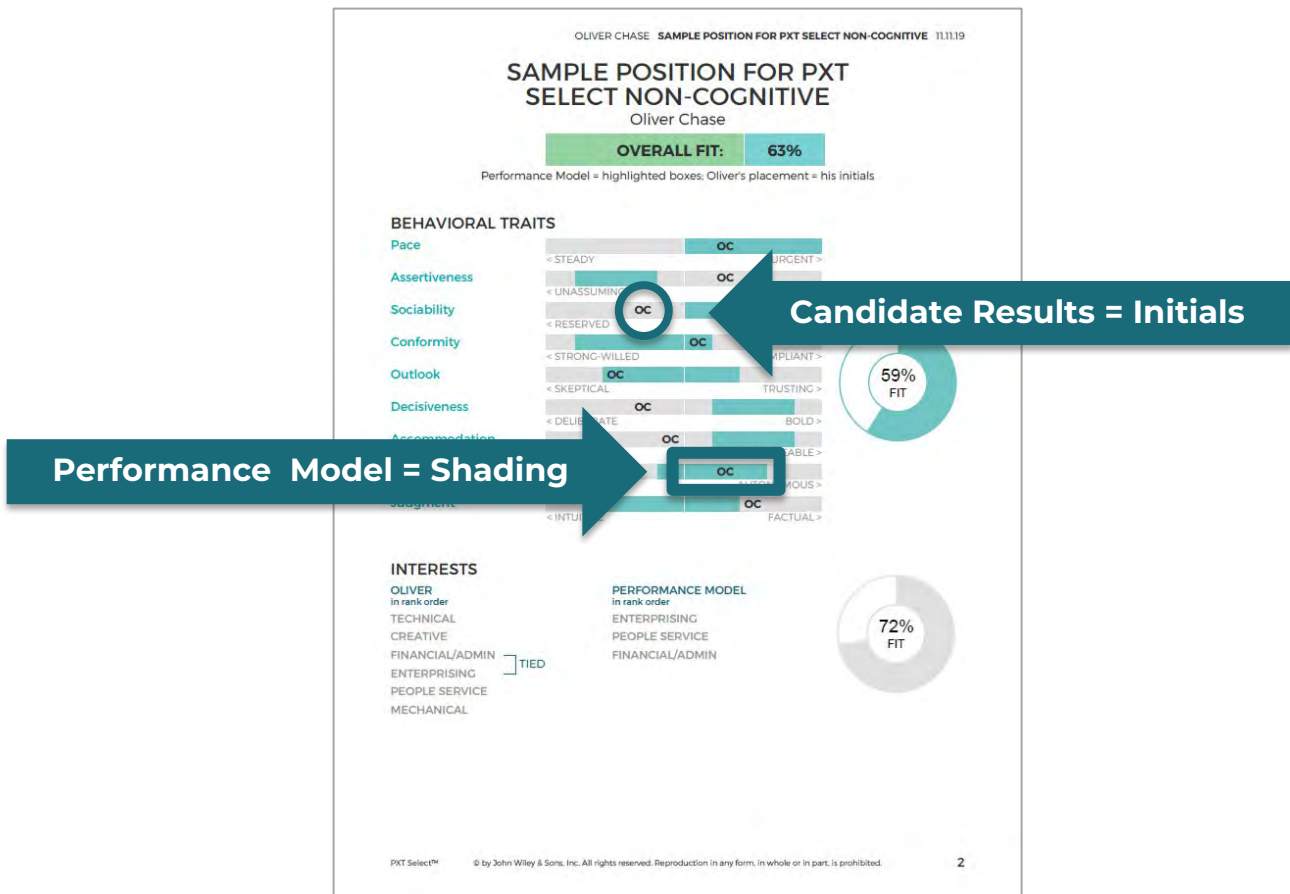 OLIVER CHASE SAMPLE POSITION FOR PXT SELECT NON-COGNITIVE 11.11.19
SAMPLE POSITION FOR PXT
SELECT NON-COGNITIVE
Oliver Chase
OVERALL FIT: 63%
Performance Model = highlighted boxes; Oliver's placement = his initials
BEHAVIORAL TRAITS
Pace OC
< STEADY URGENT >
Assertiveness OC
< UNASSUMING
Sociability OC
< RESERVED
Candidate Results = Initials
Conformity OC
< STRONG-WILLED
Outlook OC
< SKEPTICAL TRUSTING >
59%
FIT
Decisiveness OC
BOLD >
Accommodation OC
Performance Model = Shading
OC
Judgment OC
FACTUAL >
INTERESTS
OLIVER
in rank order
TECHNICAL
CREATIVE
FINANCIAL/ADMIN
ENTERPRISING
TIED
PEOPLE SERVICE
MECHANICAL
PERFORMANCE MODEL
in rank order
ENTERPRISING
PEOPLE SERVICE
FINANCIAL/ADMIN
72%
FIT
PXT Select™ © by John Wiley & Sons, Inc. All rights reserved. Reproduction in any form, in whole or in part, is prohibited. 2